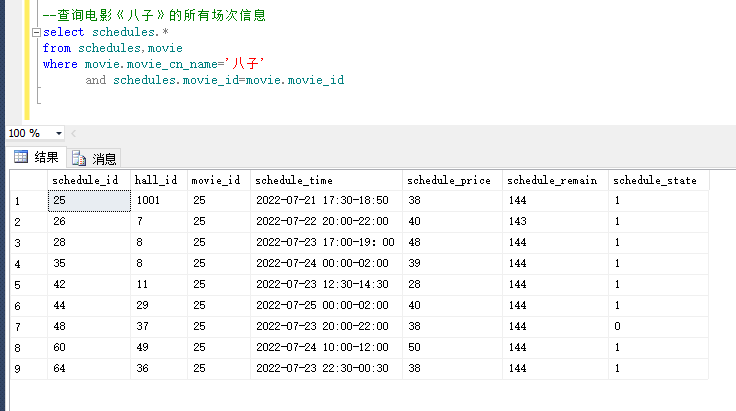 --查询电影《八子》的所有场次信息
select schedules.*
from schedules,movie
where movie.movie_cn_name='八子'
and schedules.movie_id=movie.movie_id
100 %
结果 消息
schedule_id hall_id movie_id schedule_time schedule_price schedule_remain schedule_state
1 25 1001 25 2022-07-21 17:30-18:50 38 144 1
2 26 7 25 2022-07-22 20:00-22:00 40 143 1
3 28 8 25 2022-07-23 17:00-19：00 48 144 1
4 35 8 25 2022-07-24 00:00-02:00 39 144 1
5 42 11 25 2022-07-23 12:30-14:30 28 144 1
6 44 29 25 2022-07-25 00:00-02:00 40 144 1
7 48 37 25 2022-07-23 20:00-22:00 38 144 0
8 60 49 25 2022-07-24 10:00-12:00 50 144 1
9 64 36 25 2022-07-23 22:30-00:30 38 144 1